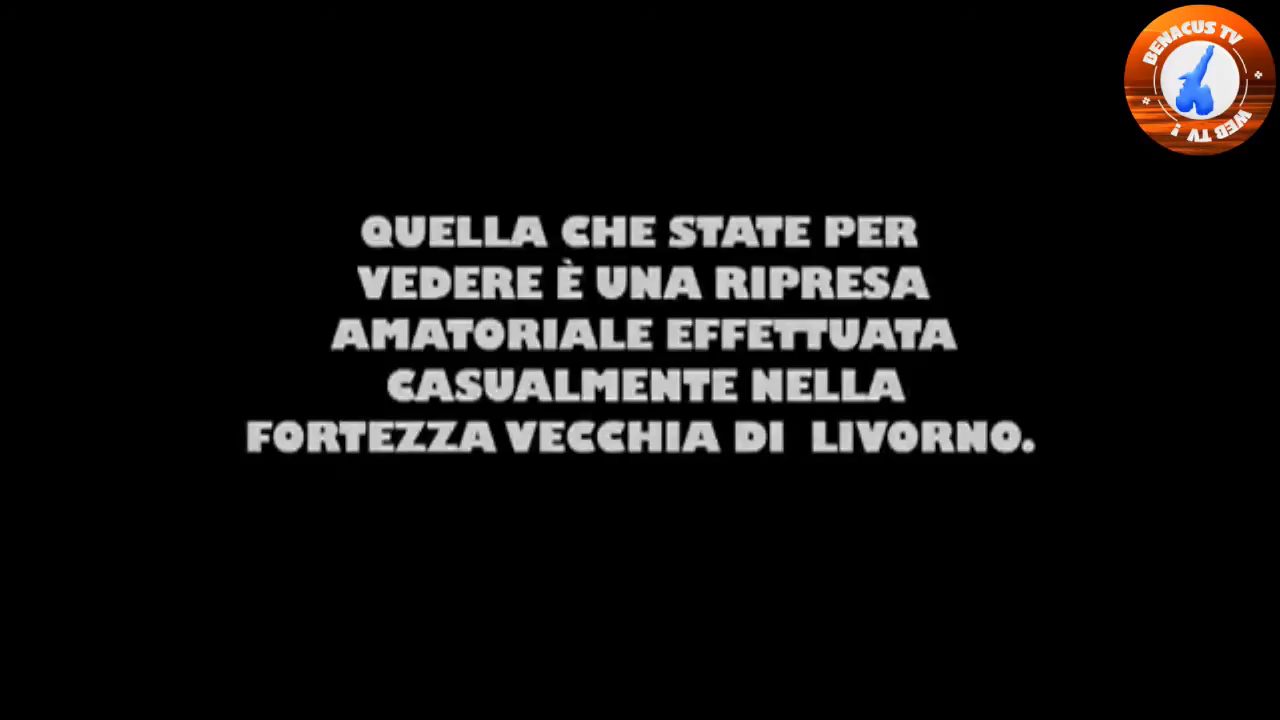 BENACUS TV
# WEB TV !
QUELLA CHE STATE PER
VEDERE È UNA RIPRESA
AMATORIALE EFFETTUATA
CASUALMENTE NELLA
FORTEZZA VECCHIA DI LIVORNO.